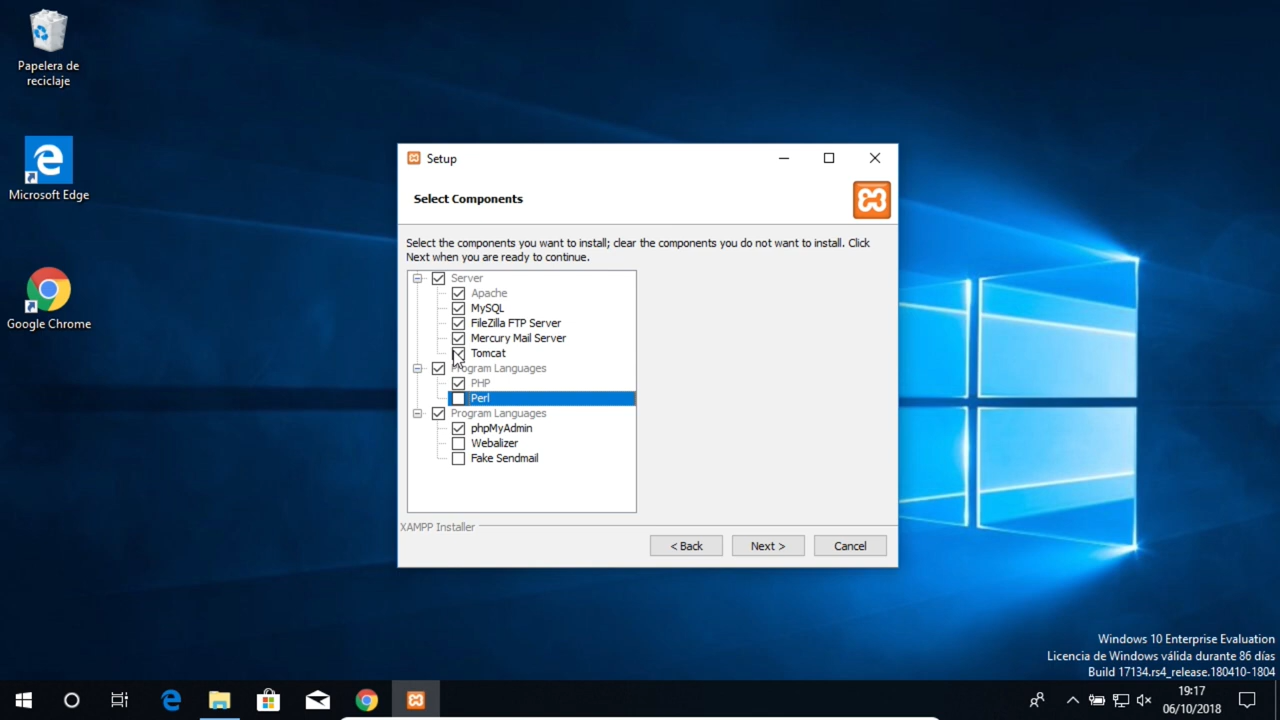 Papelera de
reciclaje
Microsoft Edge
Google Chrome
Setup
Select Components
Select the components you want to install; clear the components you do not want to install. Click
Next when you are ready to continue.
Server
Apache
MySQL
FileZilla FTP Server
Mercury Mail Server
Tomcat
Program Languages
PHP
Perl
Program Languages
phpMyAdmin
Webalizer
Fake Sendmail
XAMPP Installer
< Back
Next >
Cancel
Windows 10 Enterprise Evaluation
Licencia de Windows válida durante 86 días
Build 17134.rs4_release.180410-1804
19:17
06/10/2018